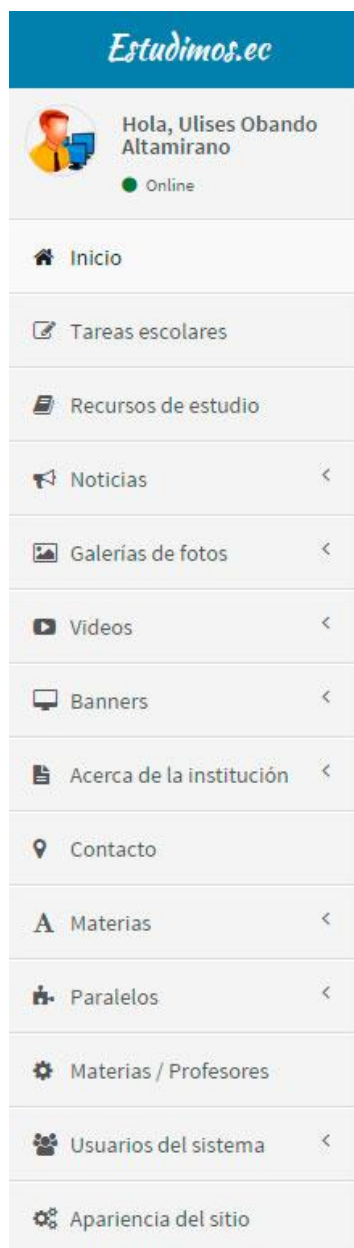 Estudimos.ec
Hola, Ulises Obando
Altamirano
Online
Inicio
Tareas escolares
Recursos de estudio
Noticias
Galerías de fotos
Videos
Banners
Acerca de la institución
Contacto
Materias
Paralelos
Materias / Profesores
Usuarios del sistema
Apariencia del sitio